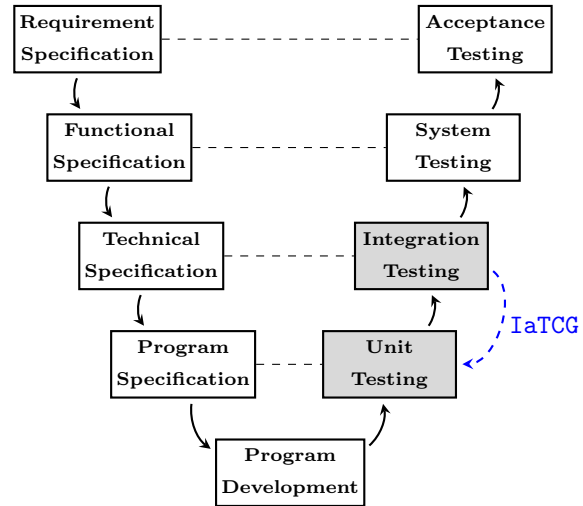 Requirement
Specification
Acceptance
Testing
Functional
Specification
System
Testing
Technical
Specification
Integration
Testing
IaTCG
Program
Specification
Unit
Testing
Program
Development